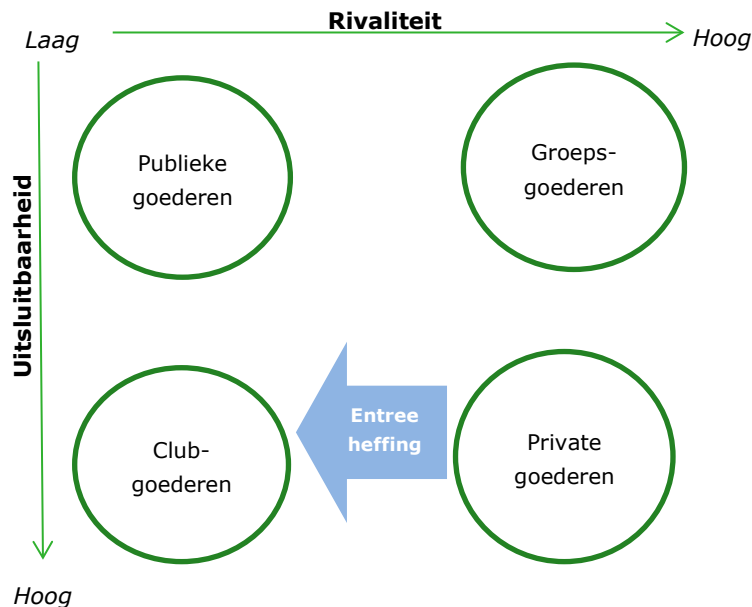 Rivaliteit
Laag
Hoog
Uitsluitbaarheid
Publieke
goederen
Groeps-
goederen
Club-
goederen
Entree
heffing
Private
goederen
Hoog